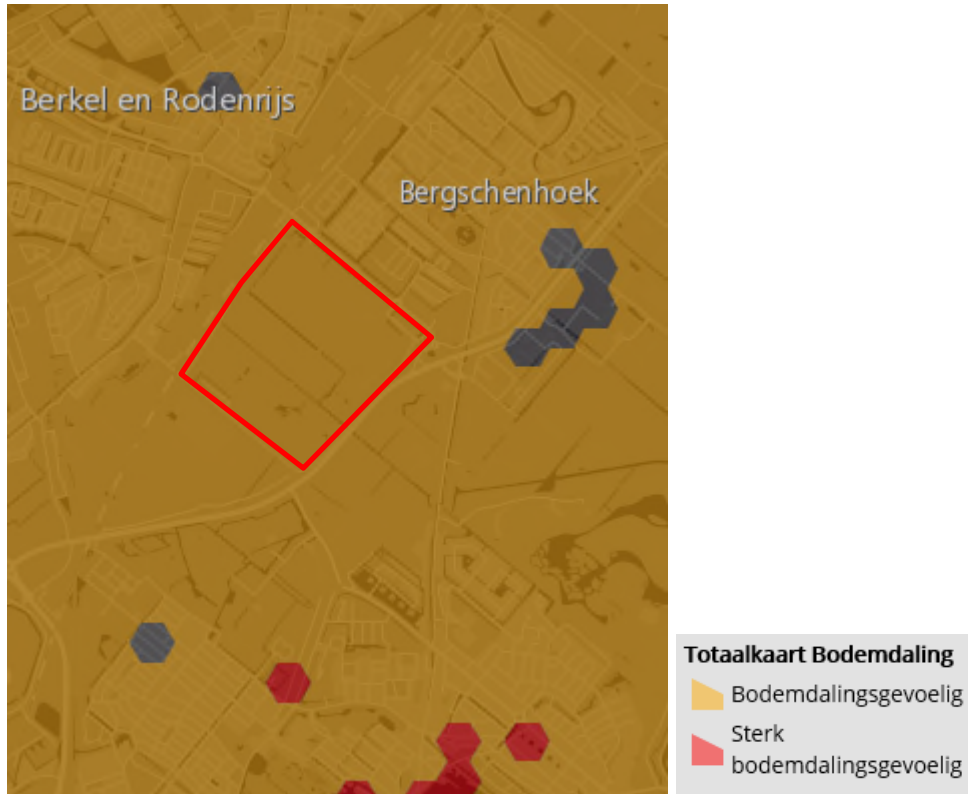 Berkel en Rodenrijs
Bergschenhoek
Totaalkaart Bodemdaling
Bodemdalingsgevoelig
Sterk
bodemdalingsgevoelig